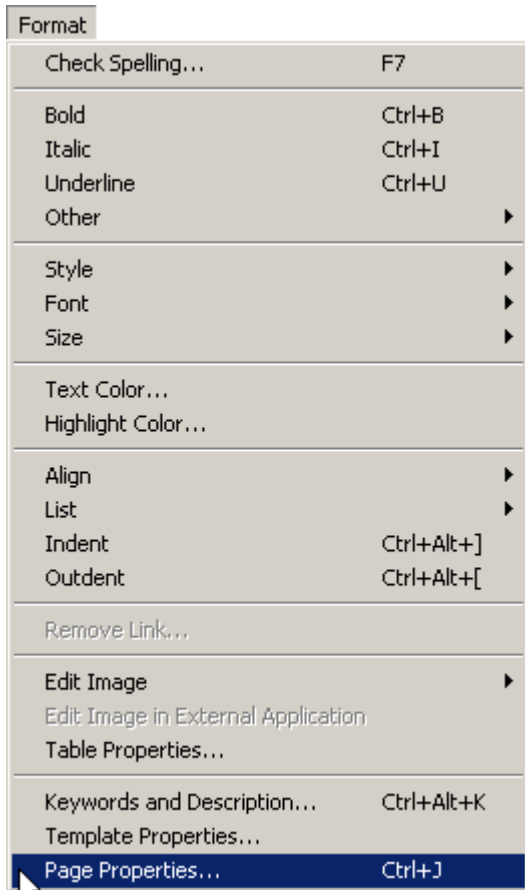 Format
Check Spelling... F7
Bold Ctrl+B
Italic Ctrl+I
Underline Ctrl+U
Other
Style
Font
Size
Text Color...
Highlight Color...
Align
List
Indent Ctrl+Alt+]
Outdent Ctrl+Alt+[
Remove Link...
Edit Image
Edit Image in External Application
Table Properties...
Keywords and Description... Ctrl+Alt+K
Template Properties...
Page Properties... Ctrl+J